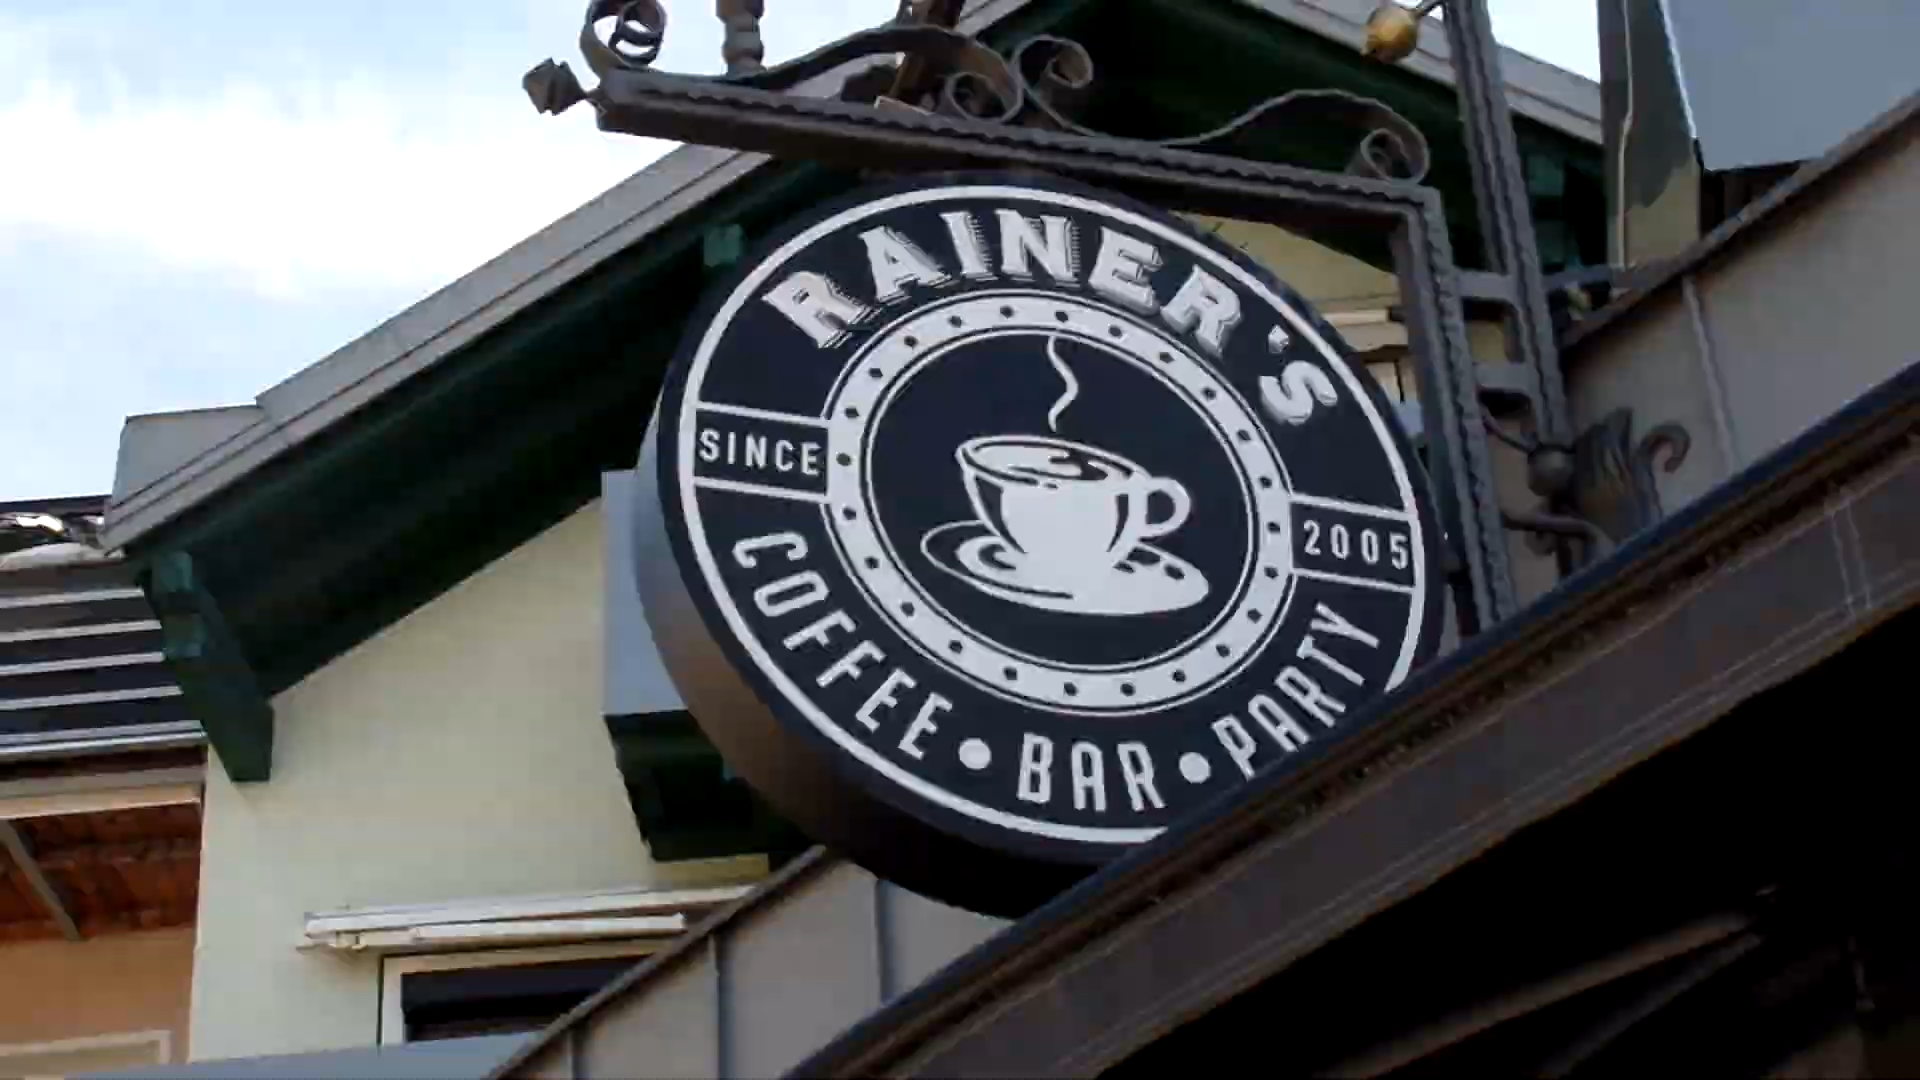 RAINER'S
SINCE 2005
COFFEE • BAR • PARTY